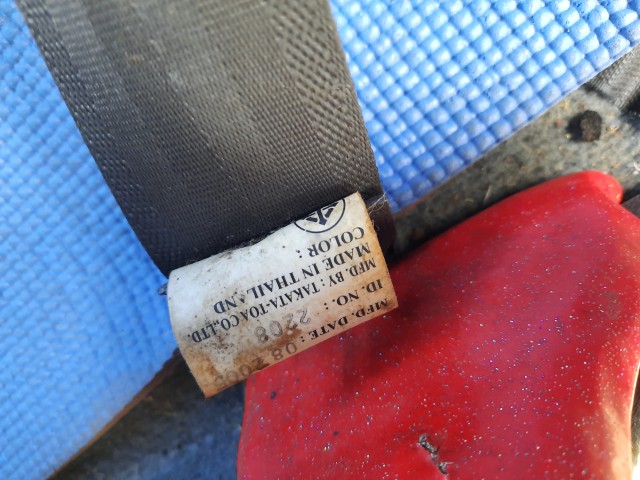 COLOR :
MADE IN THAILAND
MFD. BY : TAKATA-TOA CO.,LTD.
ID. NO. : 2208
MFD. DATE : 08